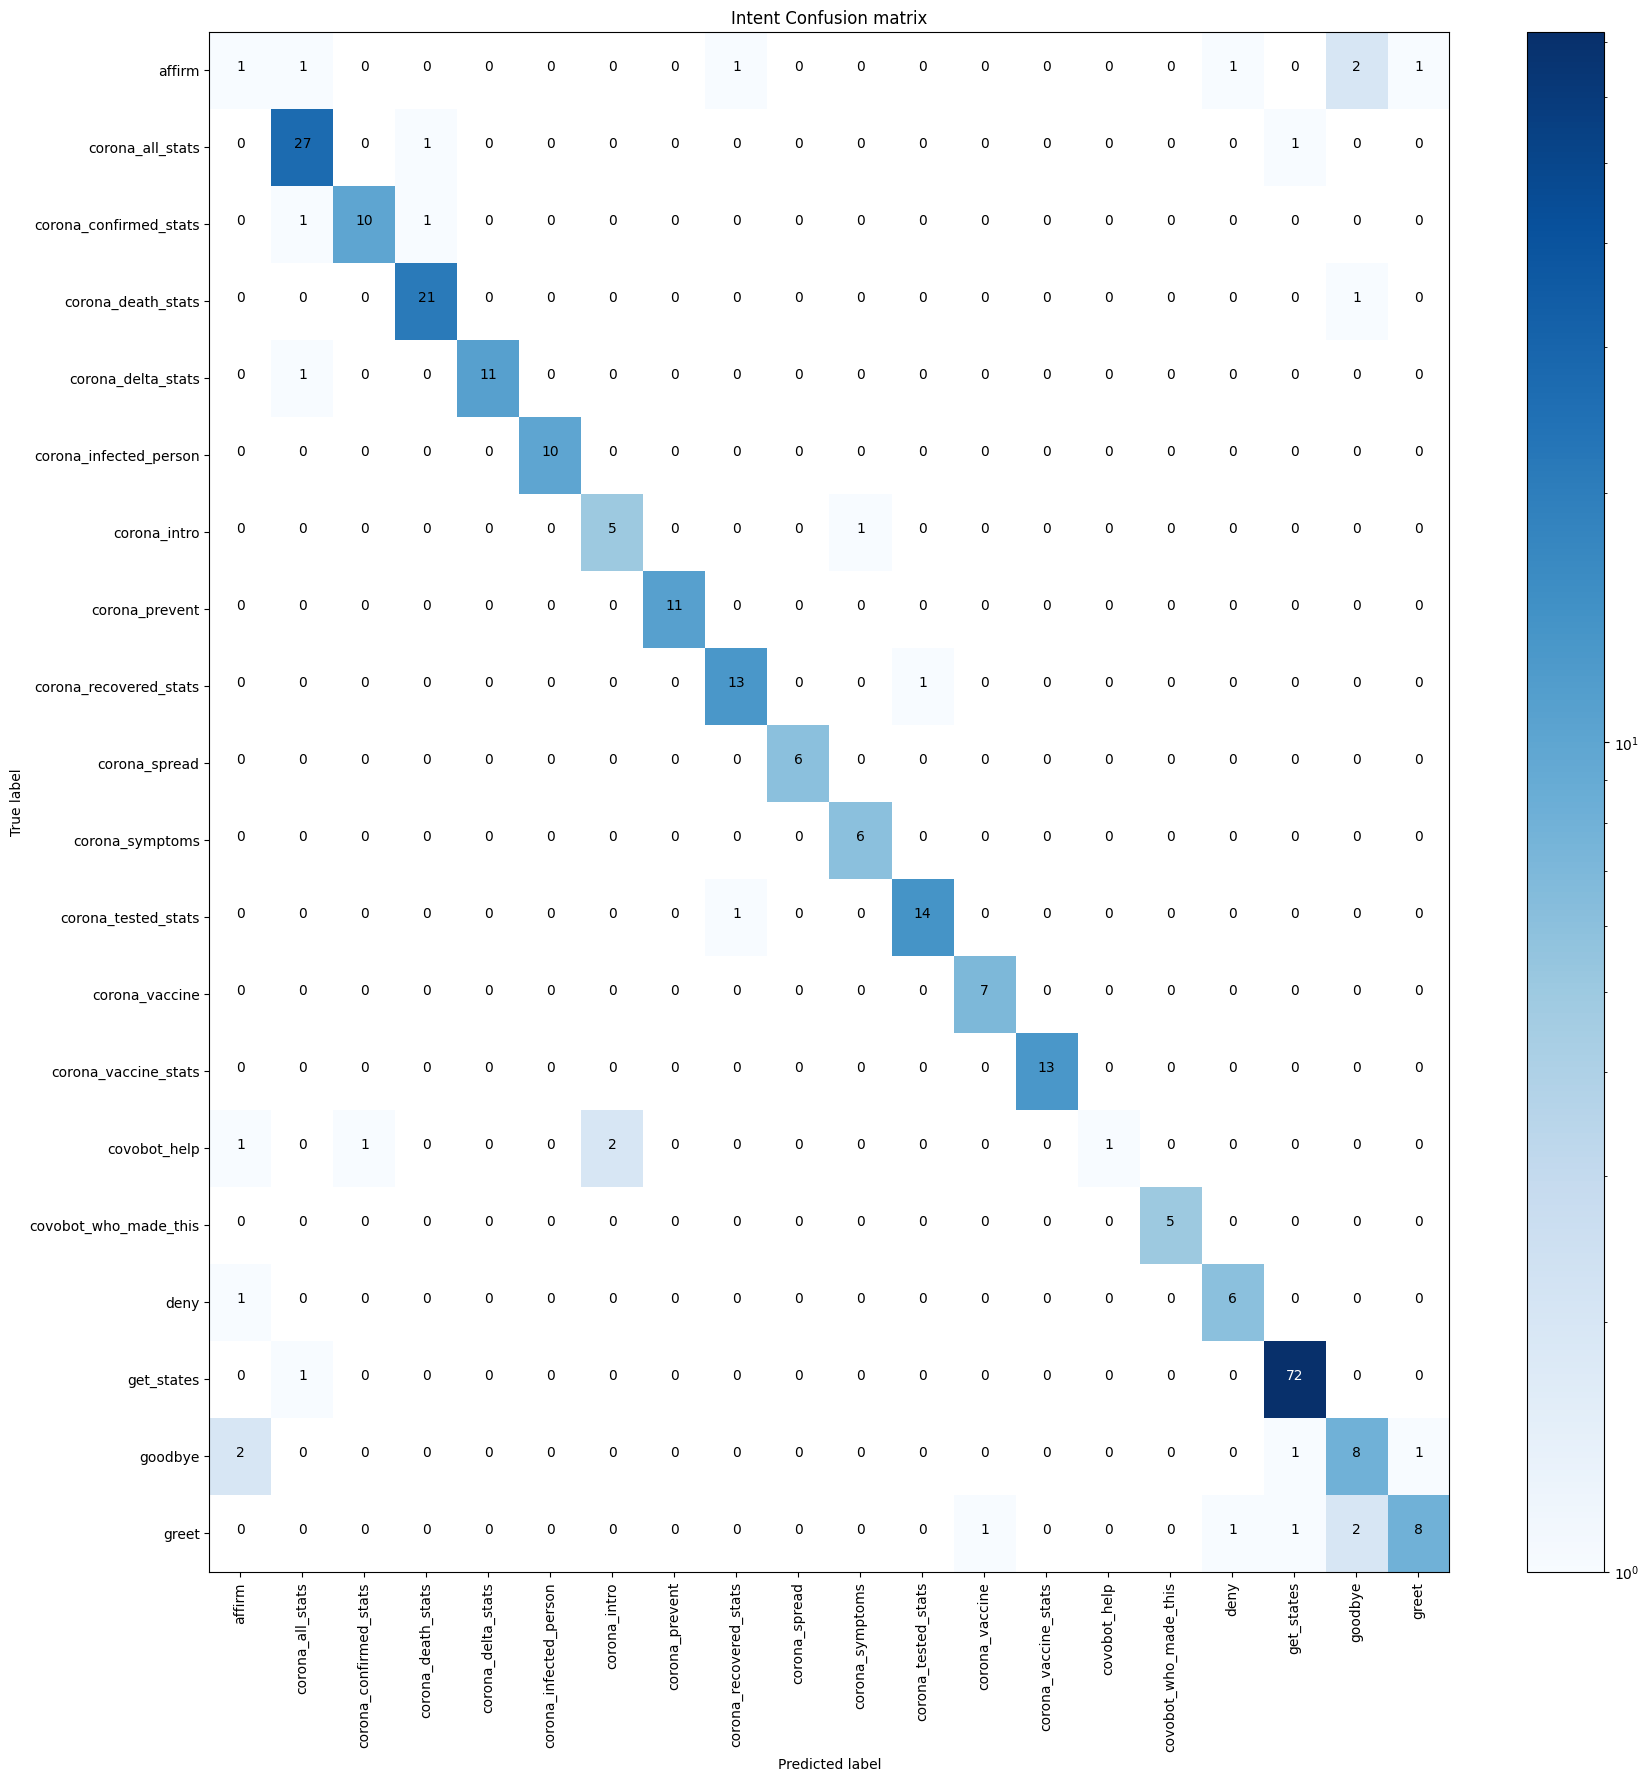 Intent Confusion matrix
affirm 1 1 0 0 0 0 0 0 1 0 0 0 0 0 0 0 1 0 2 1
corona_all_stats 0 27 0 1 0 0 0 0 0 0 0 0 0 0 0 0 0 1 0 0
corona_confirmed_stats 0 1 10 1 0 0 0 0 0 0 0 0 0 0 0 0 0 0 0 0
corona_death_stats 0 0 0 21 0 0 0 0 0 0 0 0 0 0 0 0 0 0 1 0
corona_delta_stats 0 1 0 0 11 0 0 0 0 0 0 0 0 0 0 0 0 0 0 0
corona_infected_person 0 0 0 0 0 10 0 0 0 0 0 0 0 0 0 0 0 0 0 0
corona_intro 0 0 0 0 0 0 5 0 0 0 1 0 0 0 0 0 0 0 0 0
corona_prevent 0 0 0 0 0 0 0 11 0 0 0 0 0 0 0 0 0 0 0 0
corona_recovered_stats 0 0 0 0 0 0 0 0 13 0 0 1 0 0 0 0 0 0 0 0
corona_spread 0 0 0 0 0 0 0 0 0 6 0 0 0 0 0 0 0 0 0 0
corona_symptoms 0 0 0 0 0 0 0 0 0 0 6 0 0 0 0 0 0 0 0 0
corona_tested_stats 0 0 0 0 0 0 0 0 1 0 0 14 0 0 0 0 0 0 0 0
corona_vaccine 0 0 0 0 0 0 0 0 0 0 0 0 7 0 0 0 0 0 0 0
corona_vaccine_stats 0 0 0 0 0 0 0 0 0 0 0 0 0 13 0 0 0 0 0 0
covobot_help 1 0 1 0 0 0 2 0 0 0 0 0 0 0 1 0 0 0 0 0
covobot_who_made_this 0 0 0 0 0 0 0 0 0 0 0 0 0 0 0 5 0 0 0 0
deny 1 0 0 0 0 0 0 0 0 0 0 0 0 0 0 0 6 0 0 0
get_states 0 1 0 0 0 0 0 0 0 0 0 0 0 0 0 0 0 72 0 0
goodbye 2 0 0 0 0 0 0 0 0 0 0 0 0 0 0 0 0 1 8 1
greet 0 0 0 0 0 0 0 0 0 0 0 0 1 0 0 0 1 1 2 8
True label
affirm
corona_all_stats
corona_confirmed_stats
corona_death_stats
corona_delta_stats
corona_infected_person
corona_intro
corona_prevent
corona_recovered_stats
corona_spread
corona_symptoms
corona_tested_stats
corona_vaccine
corona_vaccine_stats
covobot_help
covobot_who_made_this
deny
get_states
goodbye
greet
Predicted label
10¹
10⁰